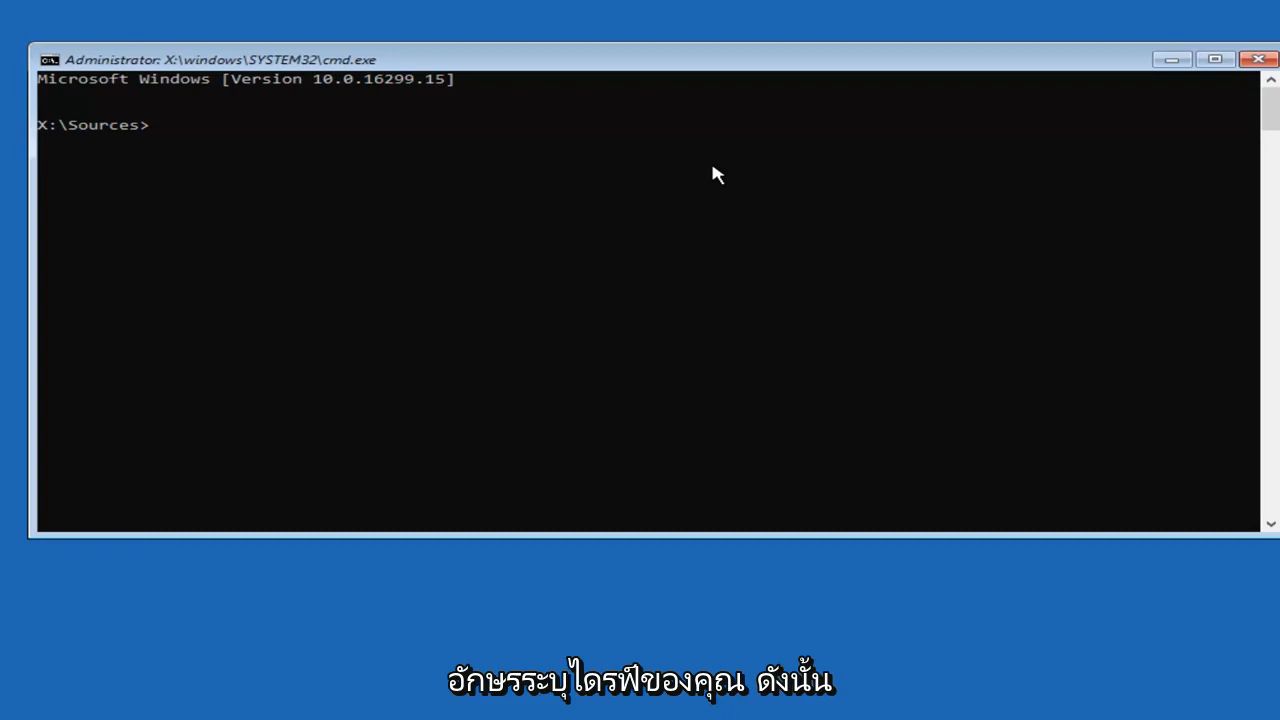 Administrator: X:\windows\SYSTEM32\cmd.exe
Microsoft Windows [Version 10.0.16299.15]
X:\Sources>
อักษรระบุไดรฟ์ของคุณ ดังนั้น